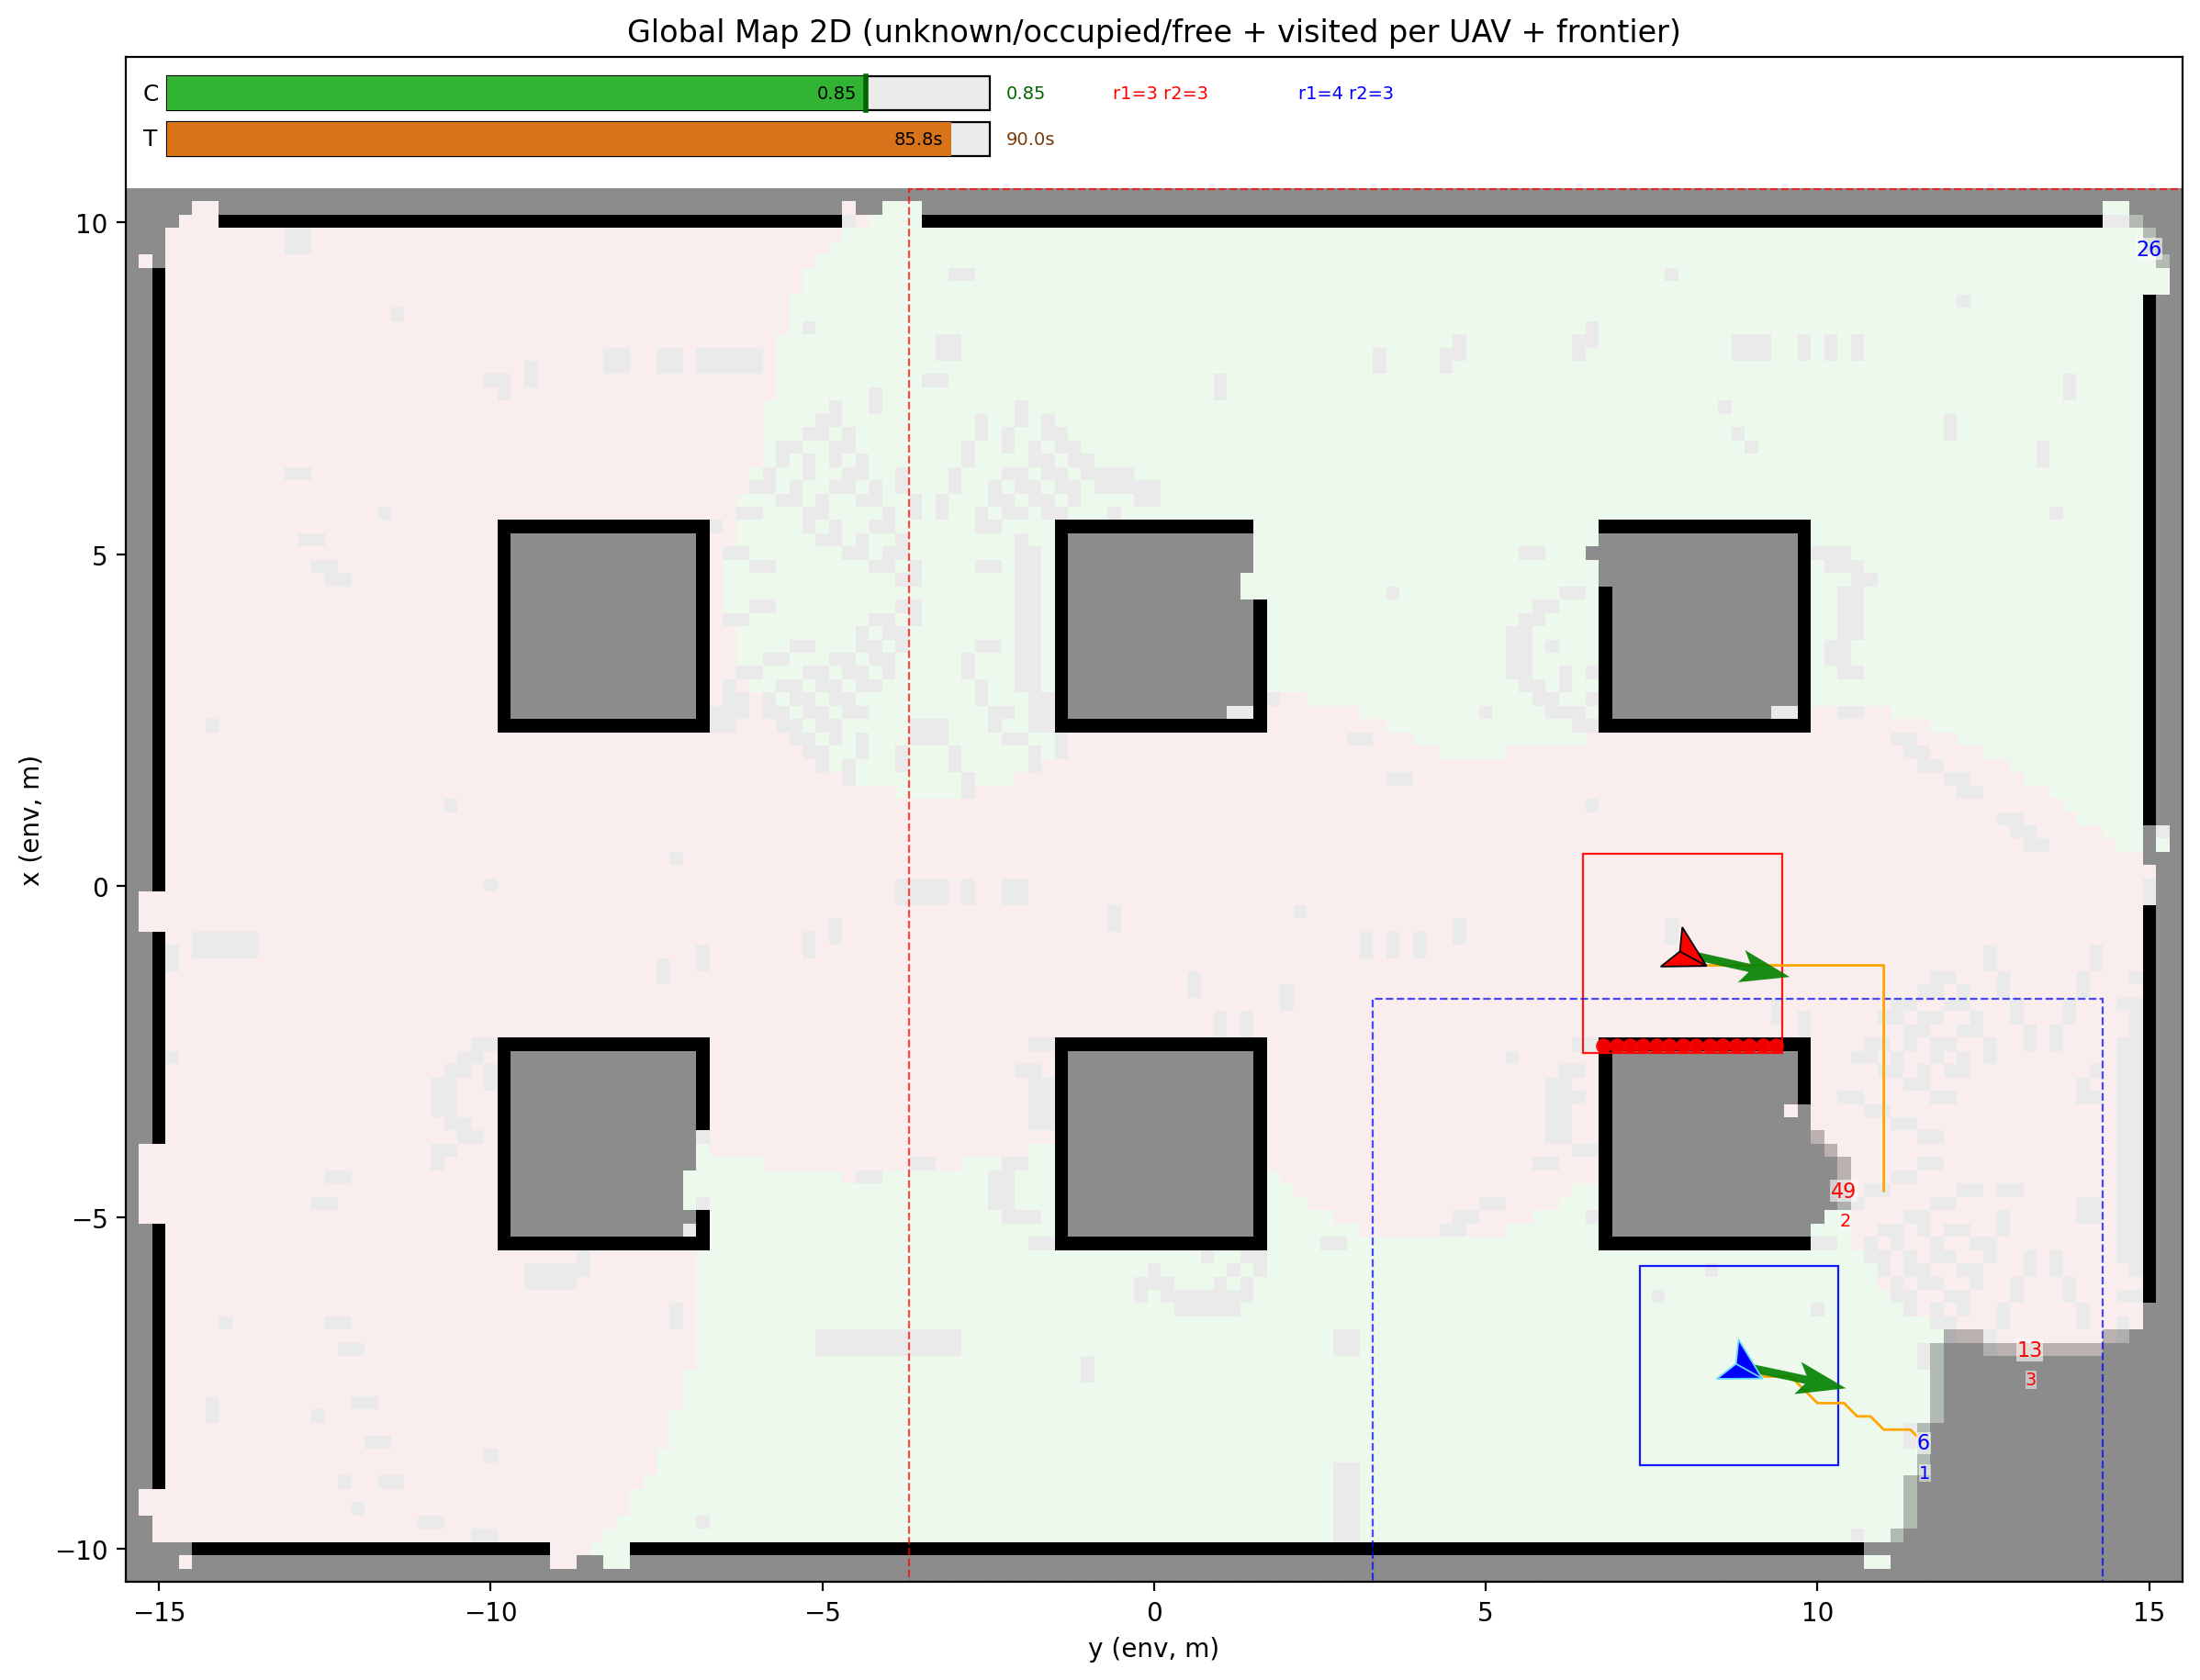 Global Map 2D (unknown/occupied/free + visited per UAV + frontier)
C 0.85 0.85 r1=3 r2=3 r1=4 r2=3
T 85.8s 90.0s
10
5
0
−5
−10
x (env, m)
26
49
2
13
3
6
1
−15 −10 −5 0 5 10 15
y (env, m)